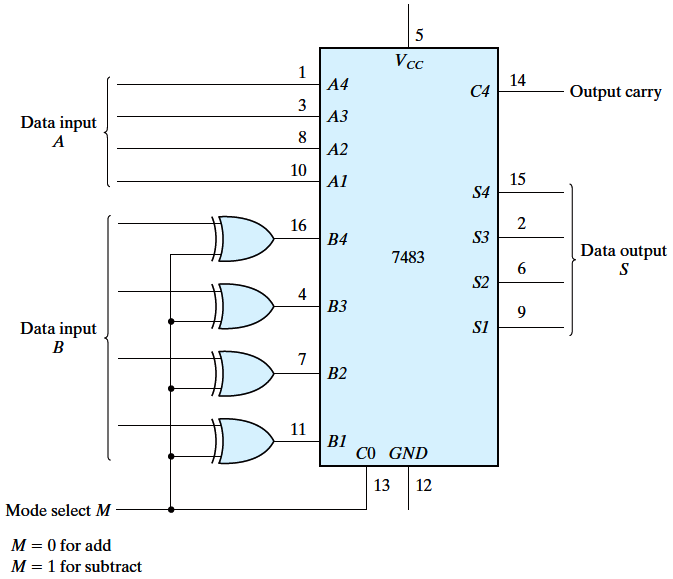 5
V_CC
1
A4
14
C4
Output carry
3
A3
Data input
A
8
A2
10
A1
15
S4
16
B4
2
S3
Data output
S
7483
6
S2
4
B3
9
S1
Data input
B
7
B2
11
B1
C0 GND
13
12
Mode select M
M = 0 for add
M = 1 for subtract